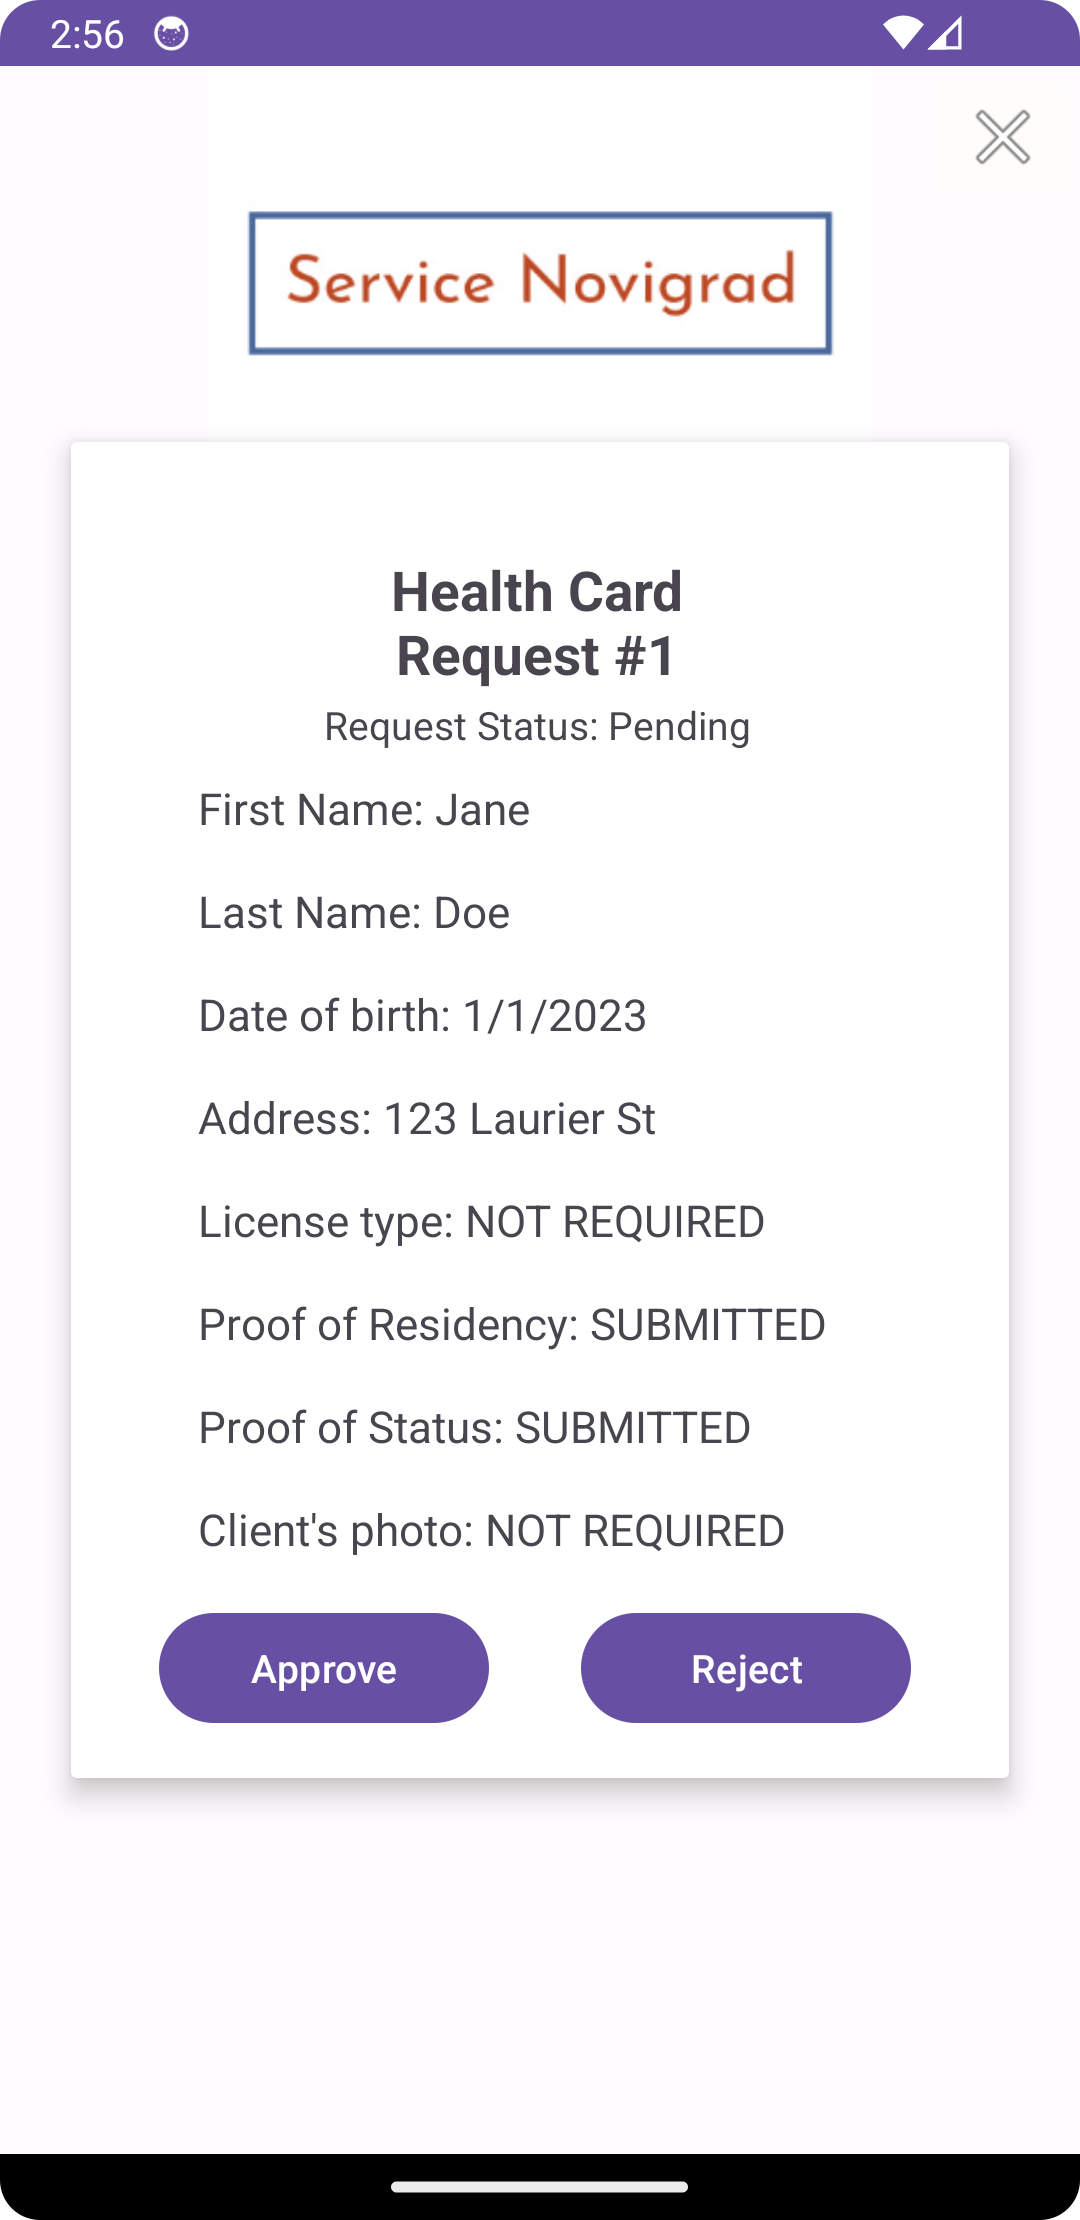 2:56
Service Novigrad
Health Card
Request #1
Request Status: Pending
First Name: Jane
Last Name: Doe
Date of birth: 1/1/2023
Address: 123 Laurier St
License type: NOT REQUIRED
Proof of Residency: SUBMITTED
Proof of Status: SUBMITTED
Client's photo: NOT REQUIRED
Approve
Reject